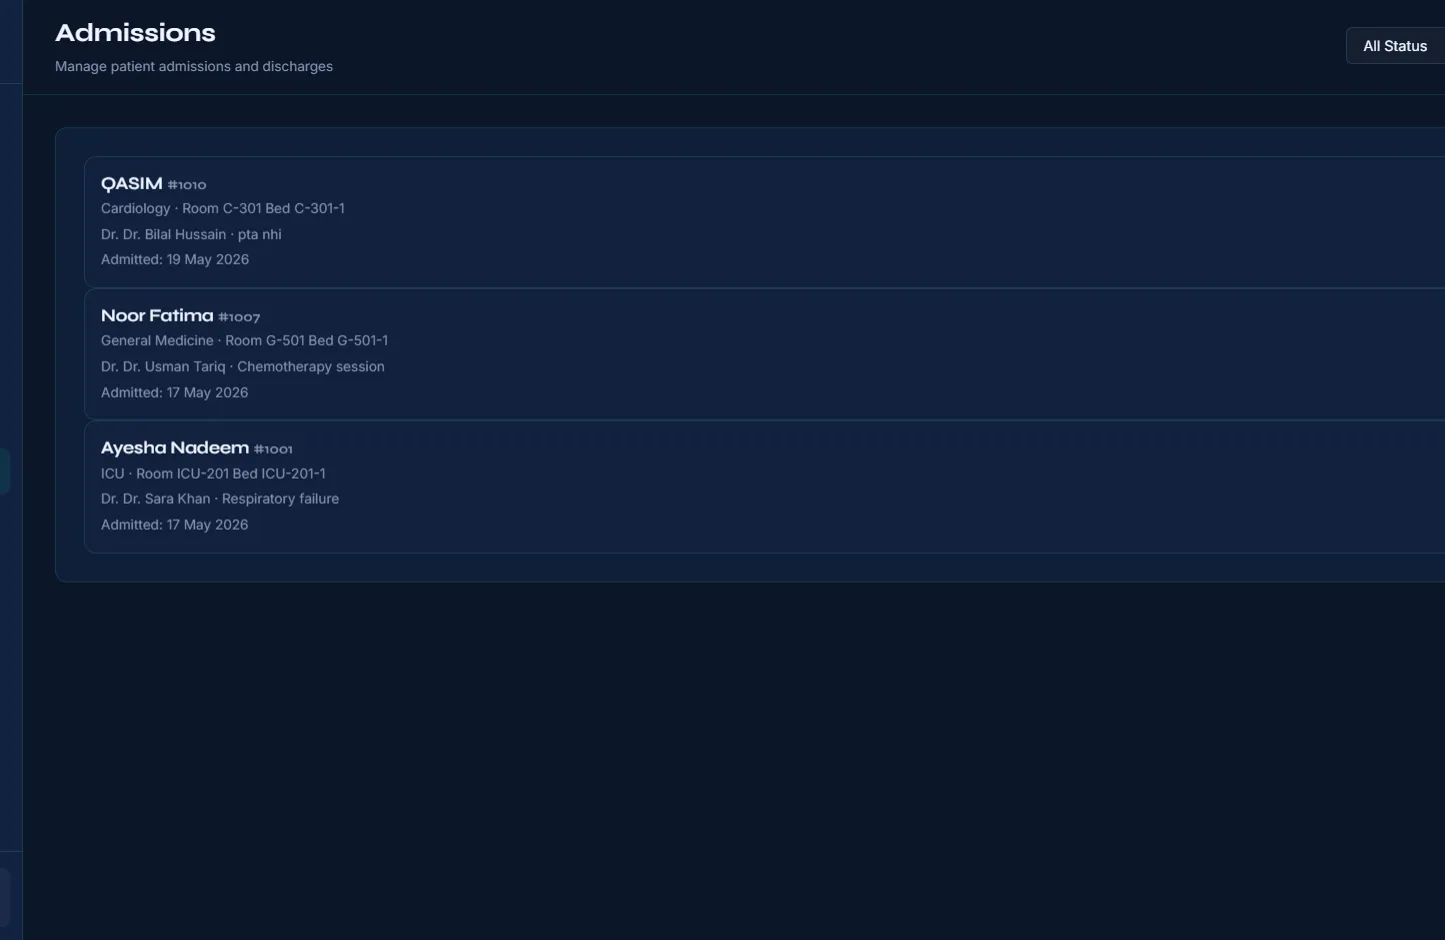 Admissions
Manage patient admissions and discharges
All Status
QASIM #1010
Cardiology · Room C-301 Bed C-301-1
Dr. Dr. Bilal Hussain · pta nhi
Admitted: 19 May 2026
Noor Fatima #1007
General Medicine · Room G-501 Bed G-501-1
Dr. Dr. Usman Tariq · Chemotherapy session
Admitted: 17 May 2026
Ayesha Nadeem #1001
ICU · Room ICU-201 Bed ICU-201-1
Dr. Dr. Sara Khan · Respiratory failure
Admitted: 17 May 2026